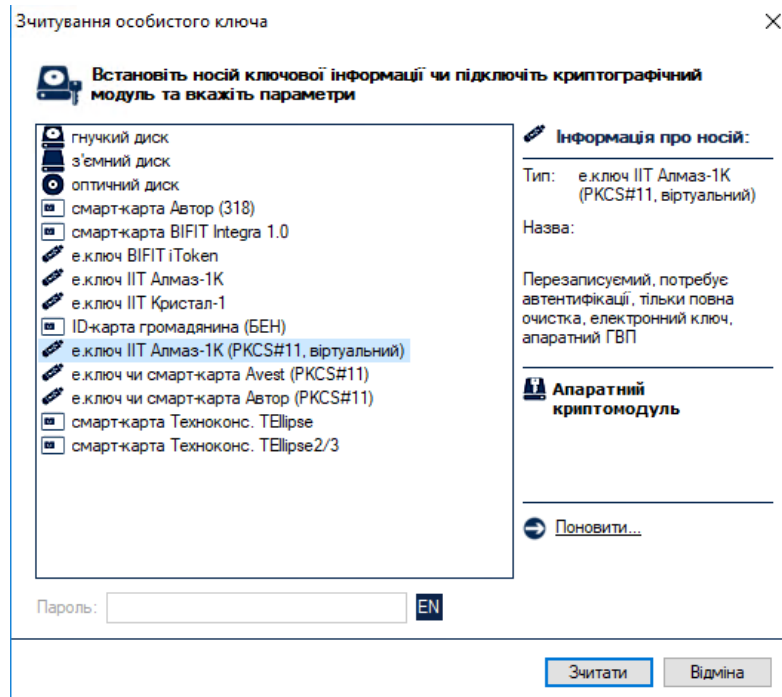 Зчитування особистого ключа
Встановіть носій ключової інформації чи підключіть криптографічний
модуль та вкажіть параметри
гнучкий диск
з'ємний диск
оптичний диск
смарт-карта Автор (318)
смарт-карта BIFIT Integra 1.0
е.ключ BIFIT iToken
е.ключ ІІТ Алмаз-1К
е.ключ ІІТ Кристал-1
ID-карта громадянина (БЕН)
е.ключ ІІТ Алмаз-1К (PKCS#11, віртуальний)
е.ключ чи смарт-карта Avest (PKCS#11)
е.ключ чи смарт-карта Автор (PKCS#11)
смарт-карта Техноконс. TEllipse
смарт-карта Техноконс. TEllipse2/3
Інформація про носій:
Тип: е.ключ ІІТ Алмаз-1К
(PKCS#11, віртуальний)
Назва:
Перезаписуемий, потребує
автентифікації, тільки повна
очистка, електронний ключ,
апаратний ГВП
Апаратний
криптомодуль
Поновити...
Пароль:
EN
Зчитати
Відміна